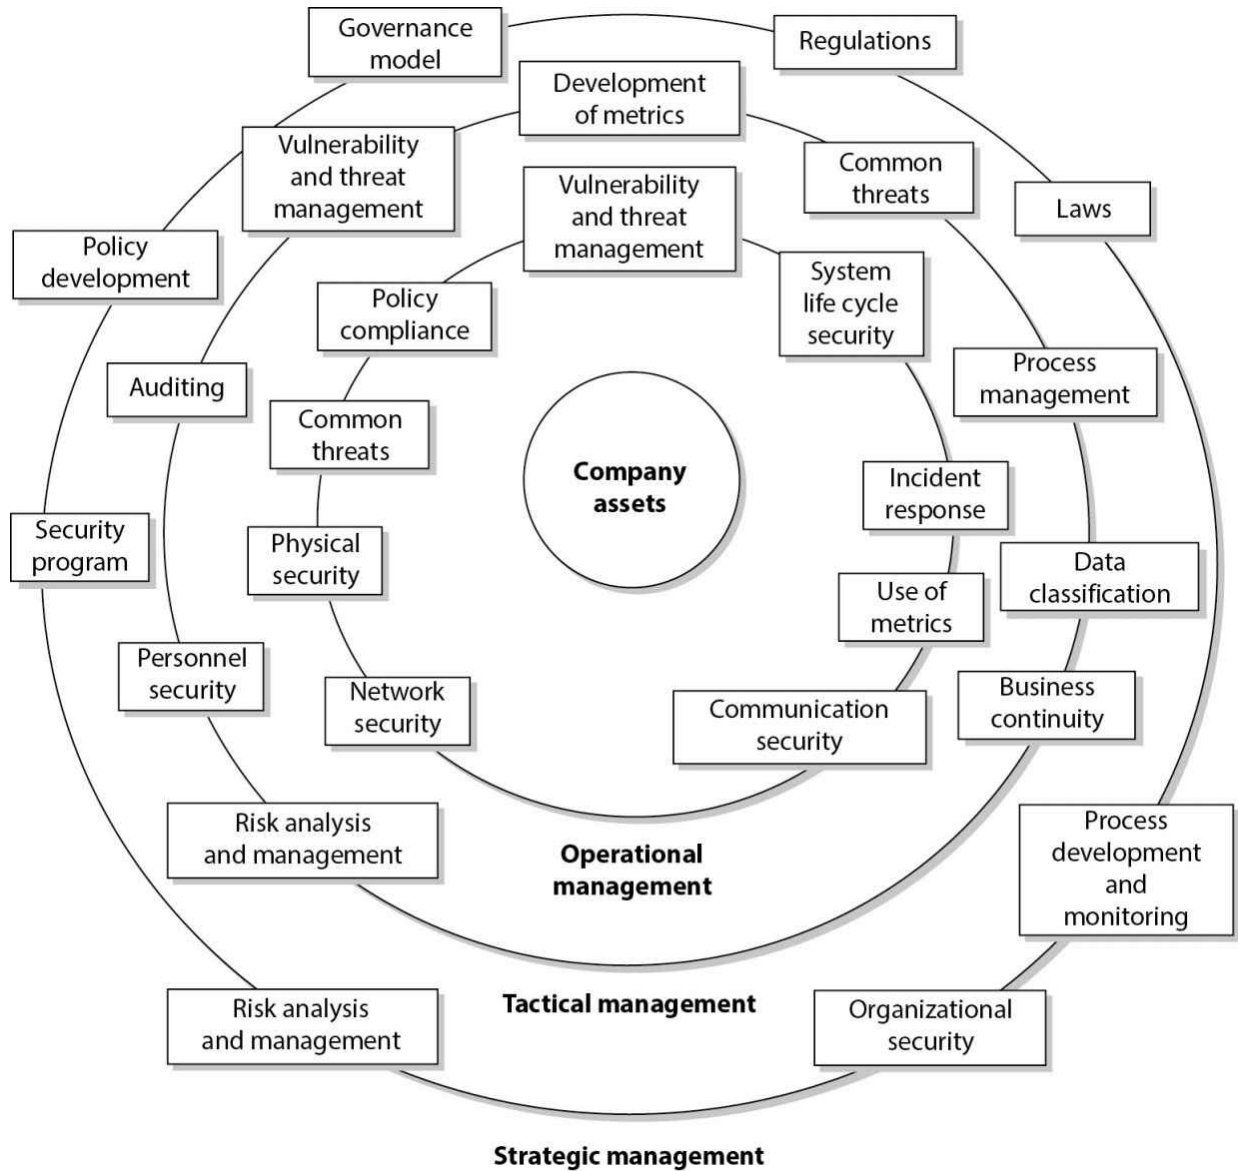 Governance
model
Regulations
Development
of metrics
Vulnerability
and threat
management
Common
threats
Vulnerability
and threat
management
Laws
Policy
development
System
life cycle
security
Policy
compliance
Auditing
Process
management
Common
threats
Company
assets
Incident
response
Security
program
Physical
security
Data
classification
Use of
metrics
Personnel
security
Network
security
Business
continuity
Communication
security
Risk analysis
and management
Operational
management
Process
development
and
monitoring
Risk analysis
and management
Tactical management
Organizational
security
Strategic management